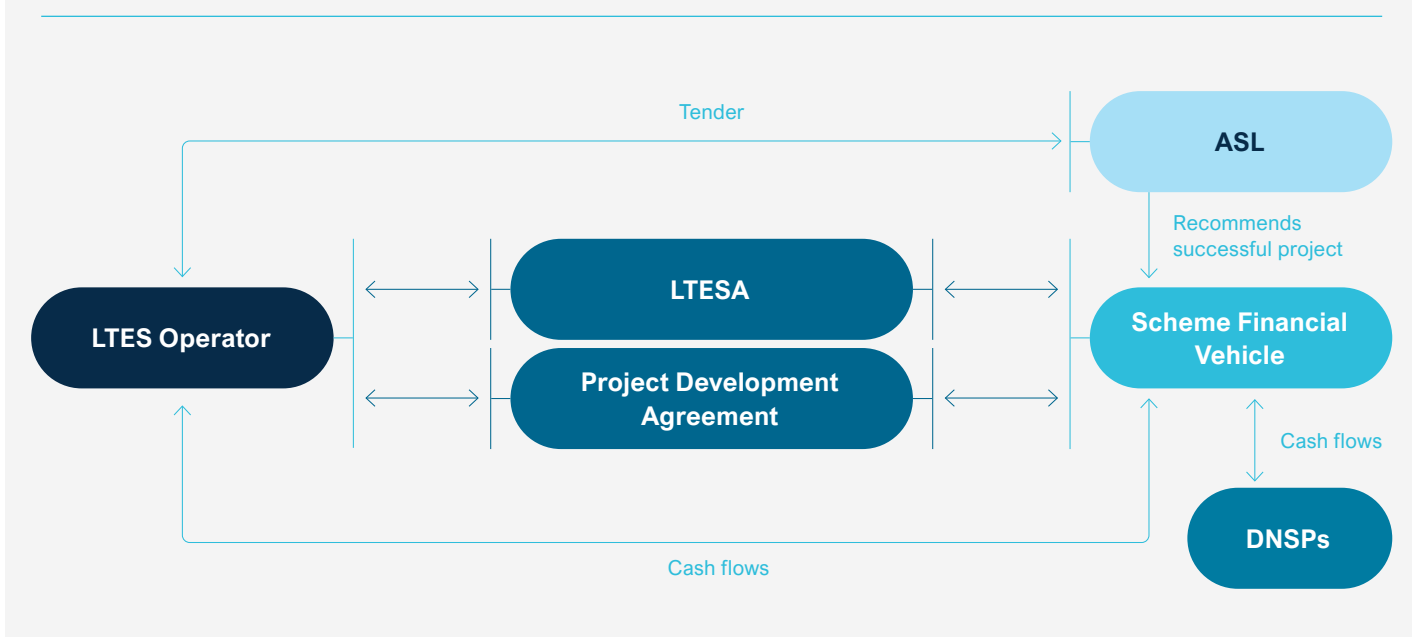 Tender
ASL
Recommends
successful project
LTES Operator
LTESA
Project Development
Agreement
Scheme Financial
Vehicle
Cash flows
DNSPs
Cash flows